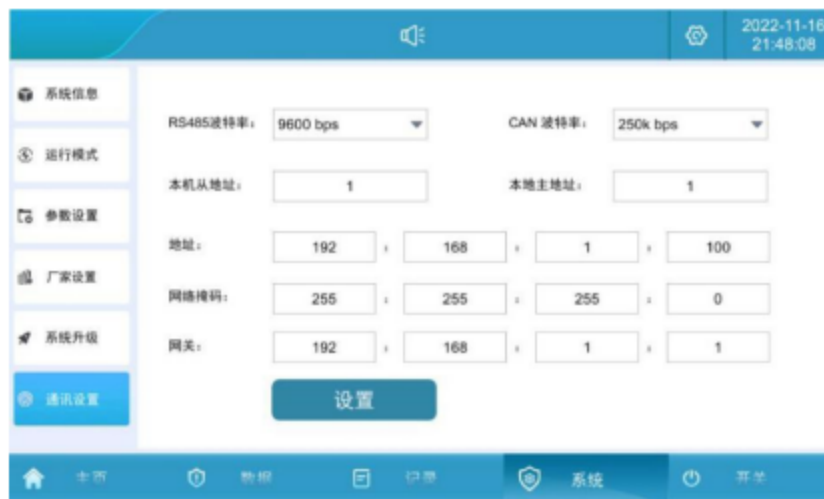 2022-11-16
21:48:08
系统信息
运行模式
参数设置
厂家设置
系统升级
通讯设置
RS485波特率: 9600 bps CAN 波特率: 250k bps
本机从地址: 1 本地主地址: 1
地址: 192 : 168 : 1 : 100
网络掩码: 255 : 255 : 255 : 0
网关: 192 : 168 : 1 : 1
设置
主页 数据 记录 系统 开关